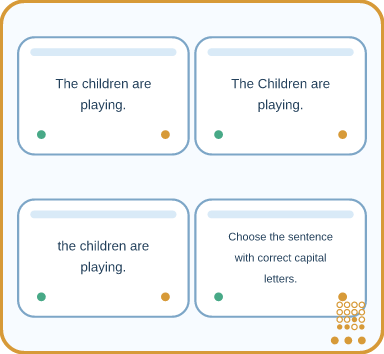 The children are
playing.
The Children are
playing.
the children are
playing.
Choose the sentence
with correct capital
letters.